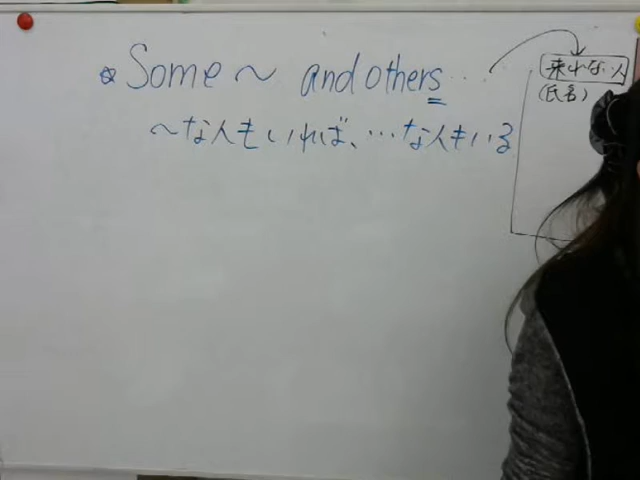 ☆ Some ~ and others ...
~な人もいれば、…な人もいる
来れない人
(氏名)